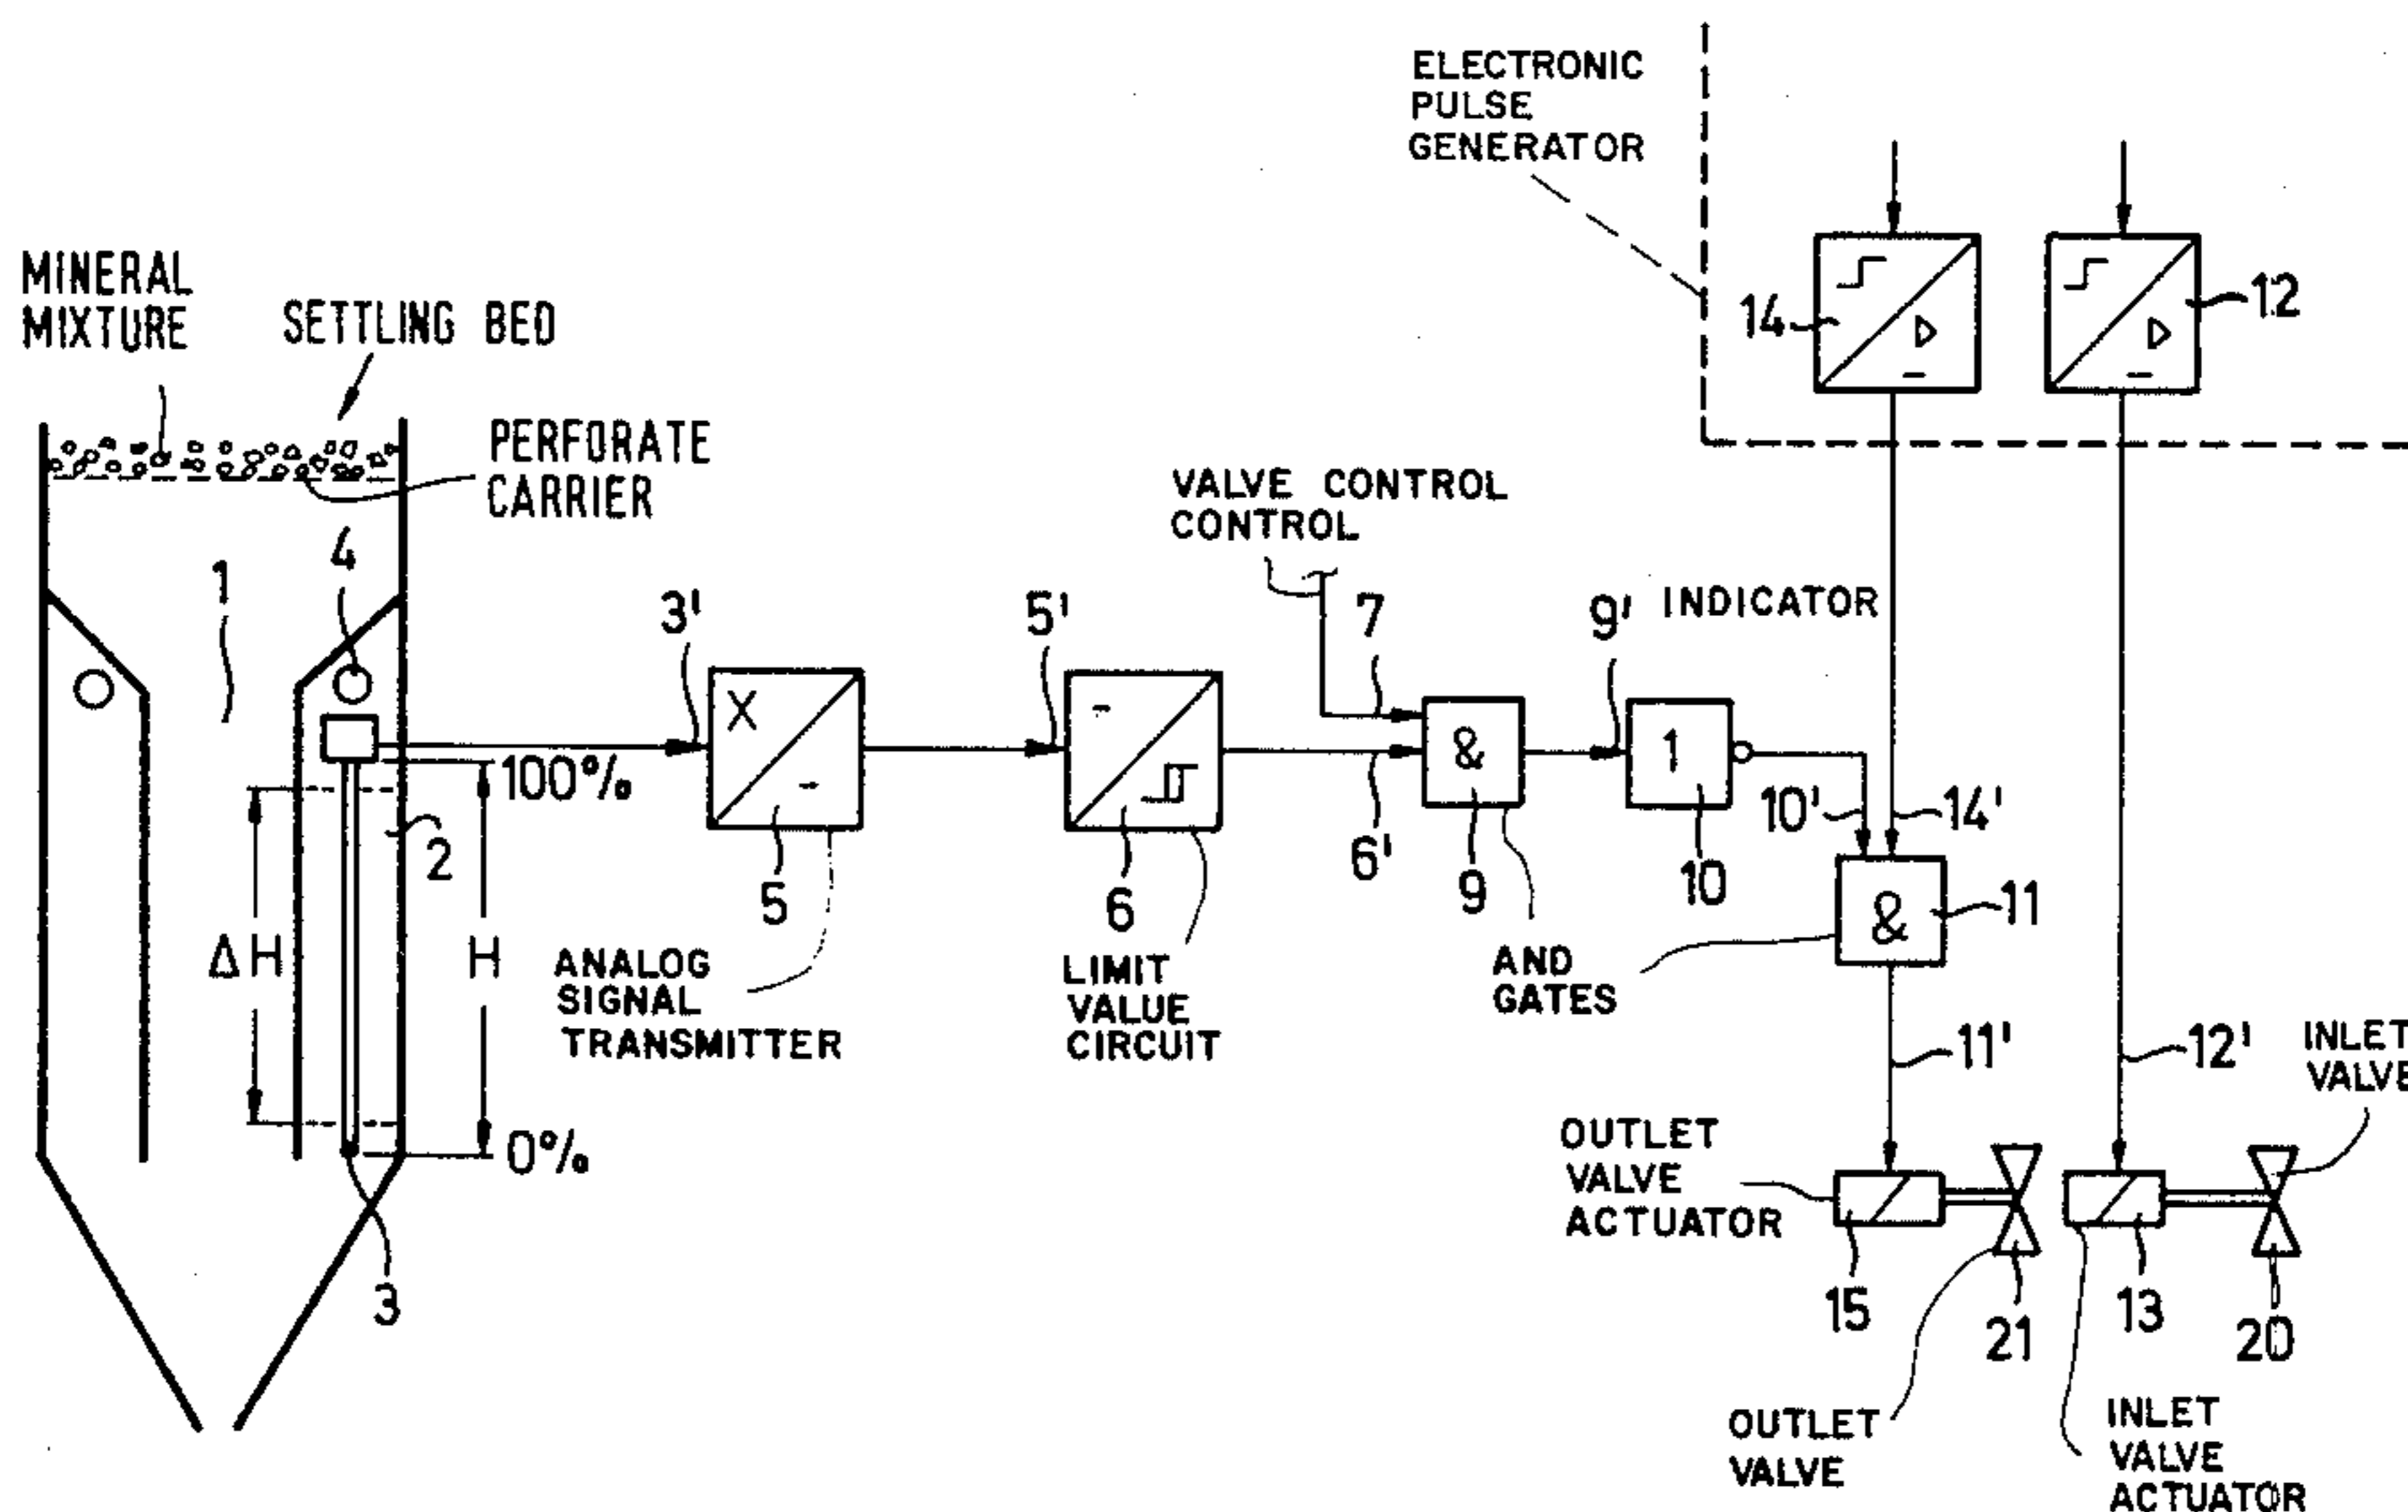 ELECTRONIC
PULSE
GENERATOR
14
12
MINERAL
MIXTURE
SETTLING BED
PERFORATE
CARRIER
VALVE CONTROL
CONTROL
1
4
3'
5'
7
9'
INDICATOR
X
&
1
100%
2
5
6
6'
9
10
10'
14'
&
11
ΔH
H
ANALOG
SIGNAL
TRANSMITTER
LIMIT
VALUE
CIRCUIT
AND
GATES
11'
12'
INLET
VALVE
0%
OUTLET
VALVE
ACTUATOR
3
15
21
13
20
OUTLET
VALVE
INLET
VALVE
ACTUATOR